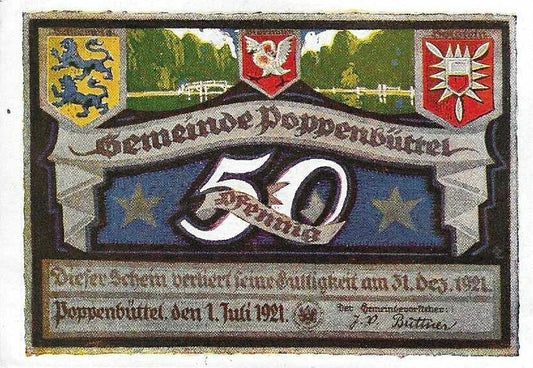 Gemeinde Poppenbüttel
50
Pfennig
Dieser Schein verliert seine Gültigkeit am 31. Dez. 1921.
Poppenbüttel, den 1. Juli 1921.
Der Gemeindevorsteher:
Büttner